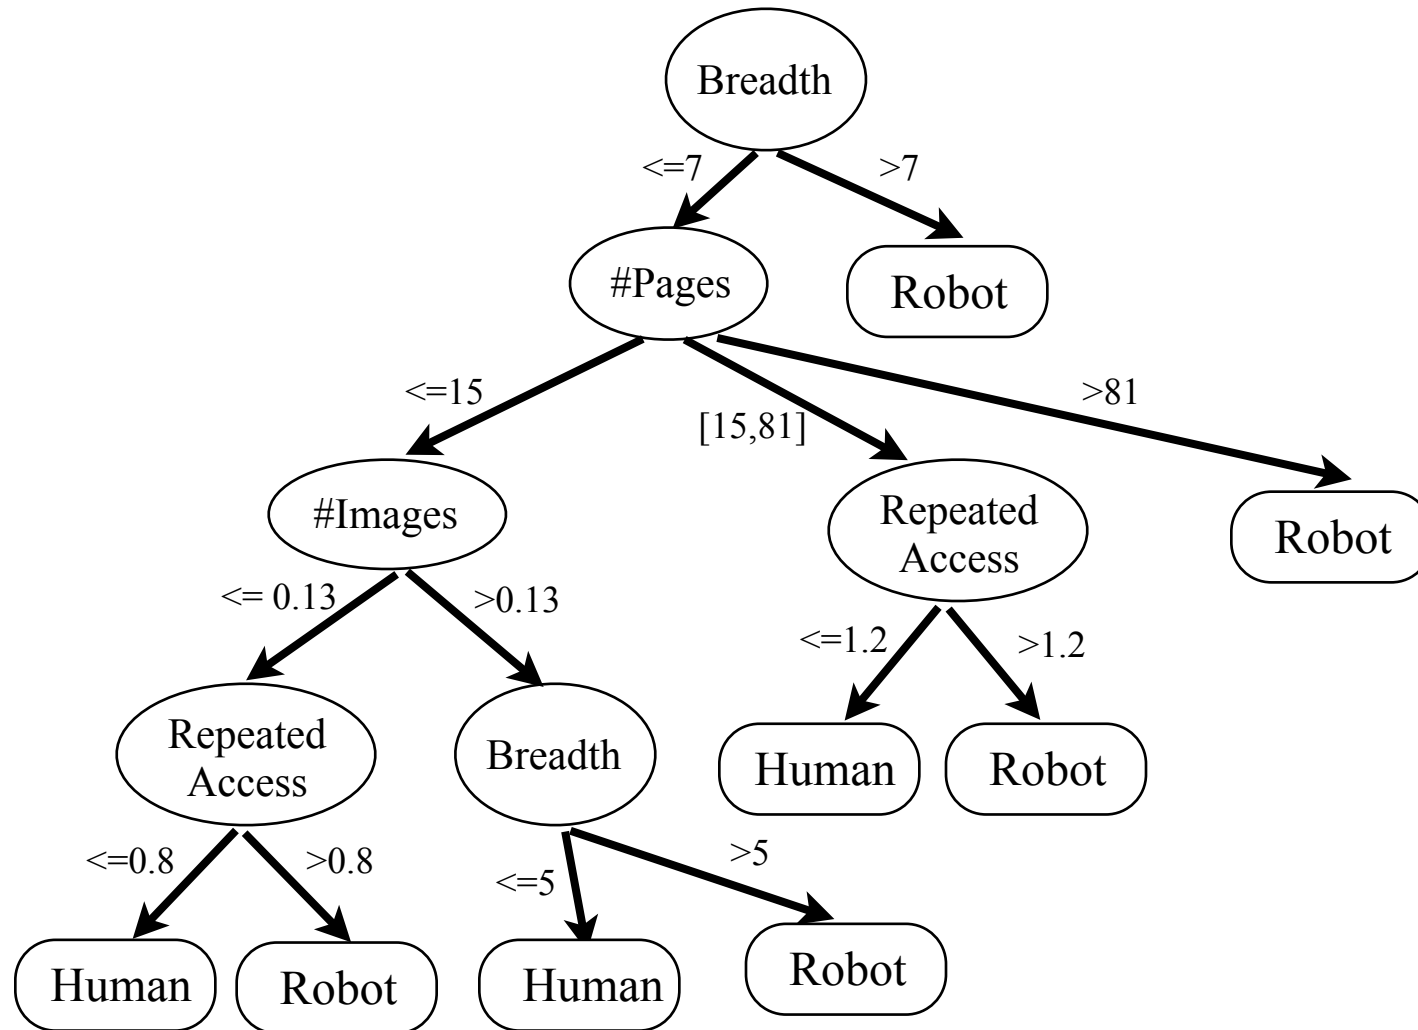 Breadth
<=7
>7
#Pages
Robot
<=15
[15,81]
>81
#Images
Repeated
Access
Robot
<= 0.13
>0.13
<=1.2
>1.2
Repeated
Access
Breadth
Human
Robot
<=0.8
>0.8
<=5
>5
Human
Robot
Human
Robot